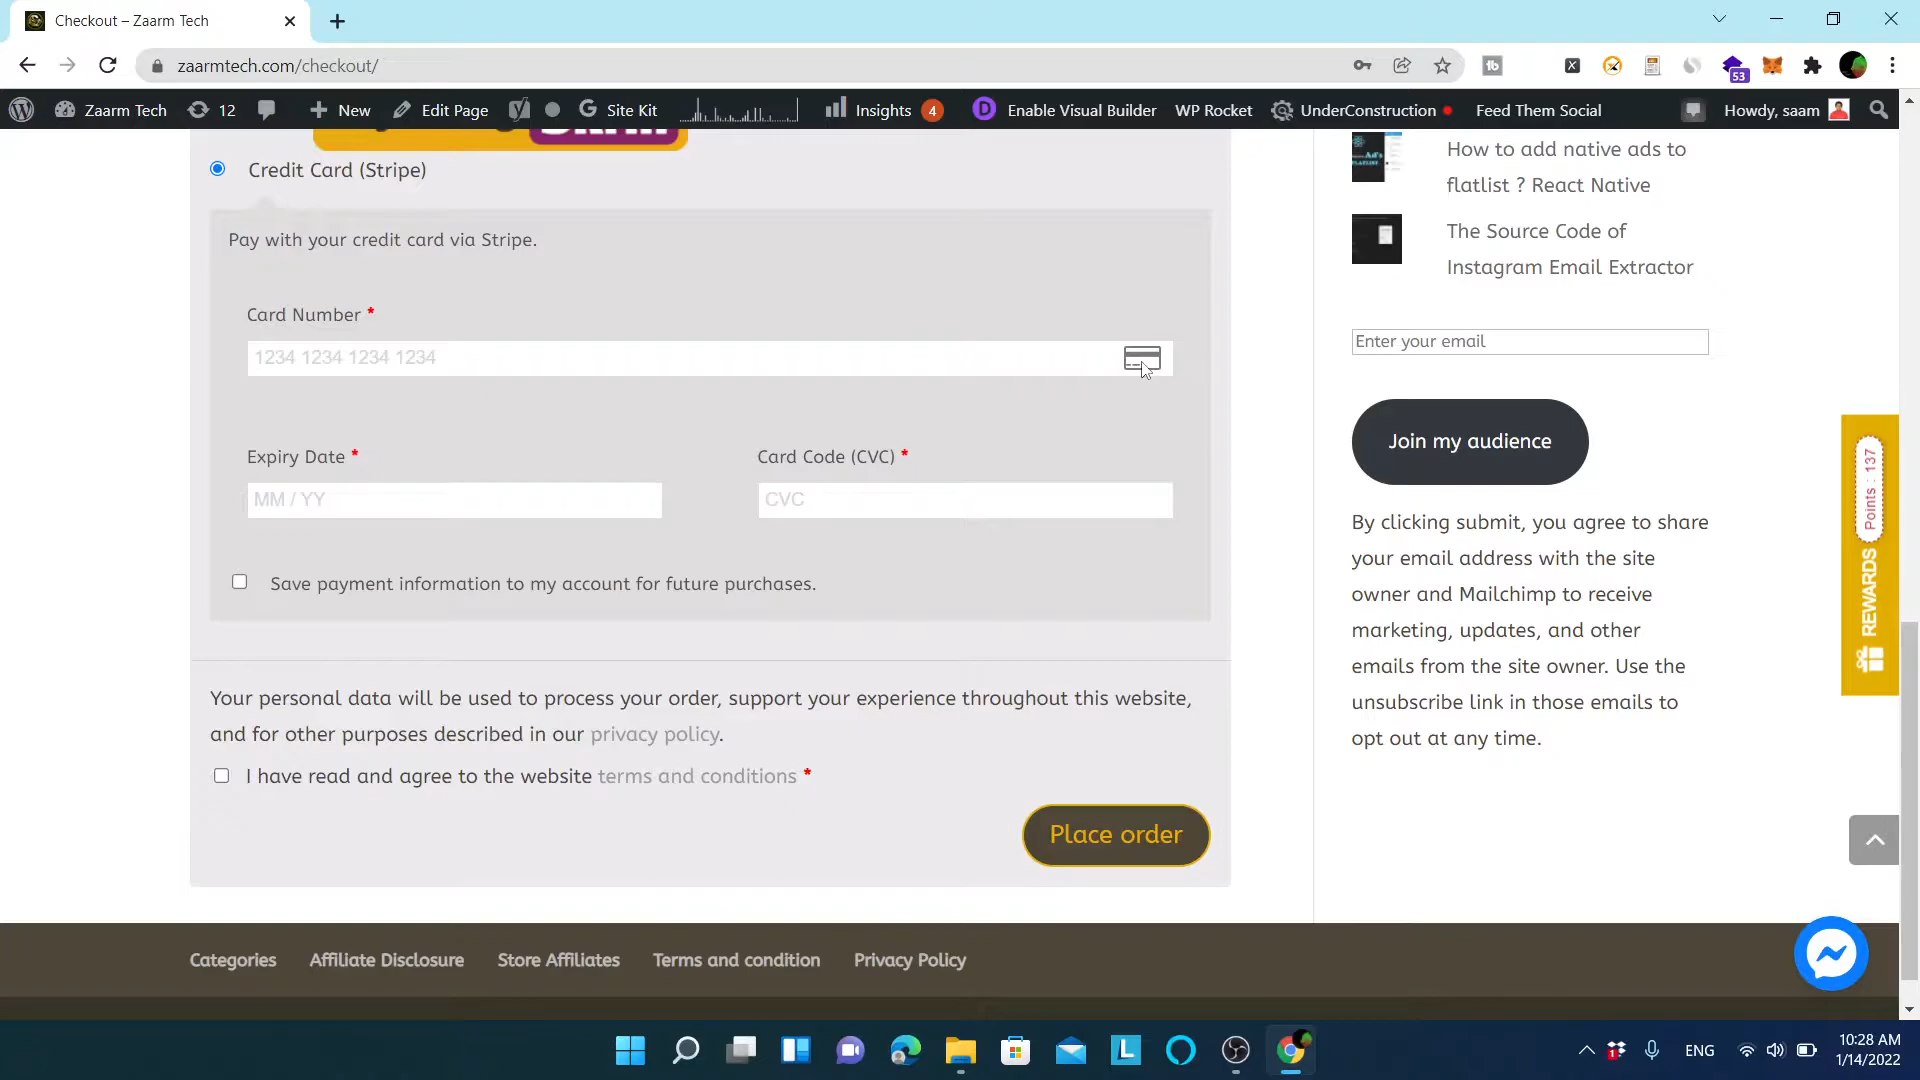 Checkout – Zaarm Tech
zaarmtech.com/checkout/
53
Zaarm Tech
12
New
Edit Page
Site Kit
Insights 4
Enable Visual Builder
WP Rocket
UnderConstruction
Feed Them Social
Howdy, saam
Credit Card (Stripe)
Pay with your credit card via Stripe.
Card Number *
1234 1234 1234 1234
Expiry Date *
Card Code (CVC) *
MM / YY
CVC
Save payment information to my account for future purchases.
Your personal data will be used to process your order, support your experience throughout this website,
and for other purposes described in our privacy policy.
I have read and agree to the website terms and conditions *
Place order
How to add native ads to
flatlist ? React Native
The Source Code of
Instagram Email Extractor
Enter your email
Join my audience
By clicking submit, you agree to share
your email address with the site
owner and Mailchimp to receive
marketing, updates, and other
emails from the site owner. Use the
unsubscribe link in those emails to
opt out at any time.
Points : 137
REWARDS
Categories
Affiliate Disclosure
Store Affiliates
Terms and condition
Privacy Policy
ENG
10:28 AM
1/14/2022